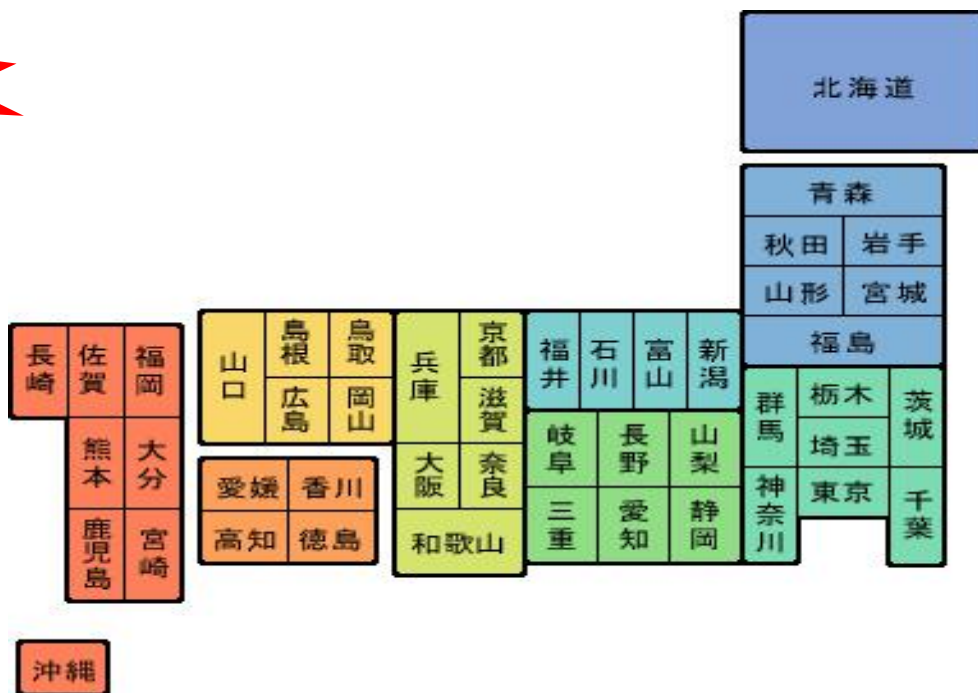 北海道
青森
秋田
岩手
山形
宮城
福島
長崎
佐賀
福岡
熊本
大分
鹿児島
宮崎
沖縄
山口
島根
鳥取
広島
岡山
愛媛
香川
高知
徳島
兵庫
京都
滋賀
大阪
奈良
和歌山
福井
石川
富山
新潟
岐阜
長野
山梨
三重
愛知
静岡
群馬
栃木
茨城
埼玉
神奈川
東京
千葉